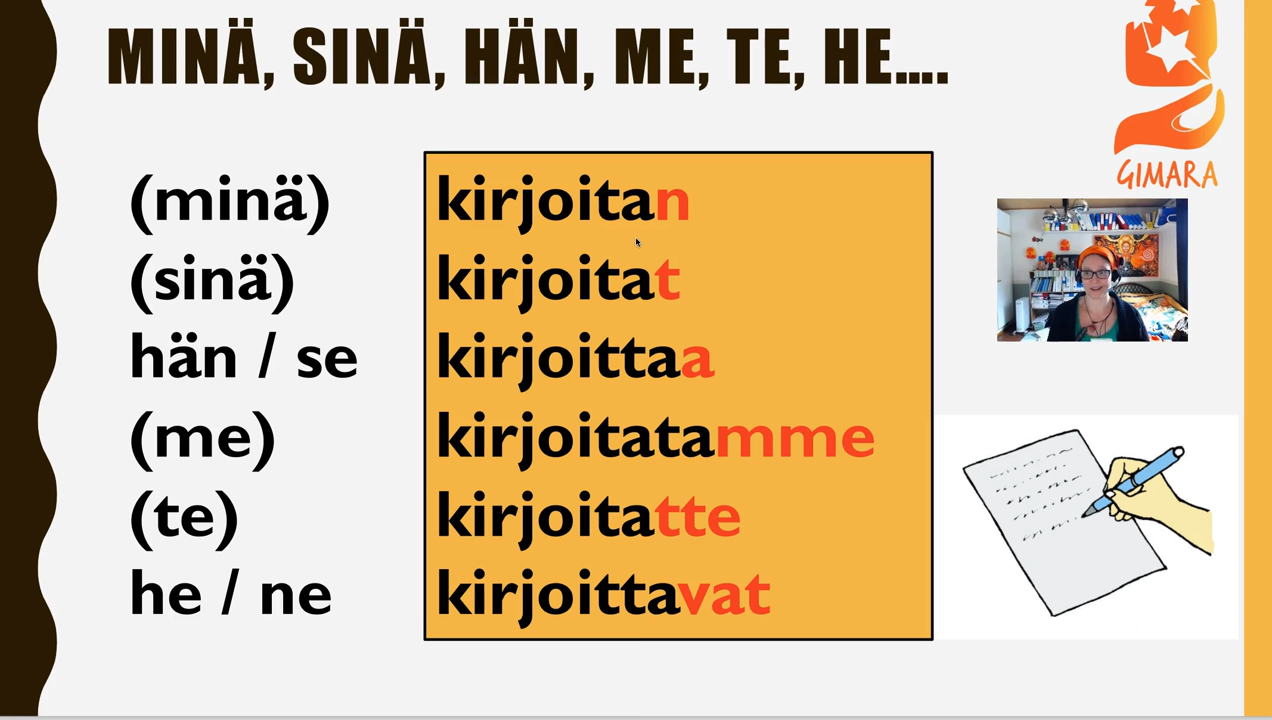 MINÄ, SINÄ, HÄN, ME, TE, HE....
GIMARA
(minä) kirjoitan
(sinä) kirjoitat
hän / se kirjoittaa
(me) kirjoitatamme
(te) kirjoitatte
he / ne kirjoittavat